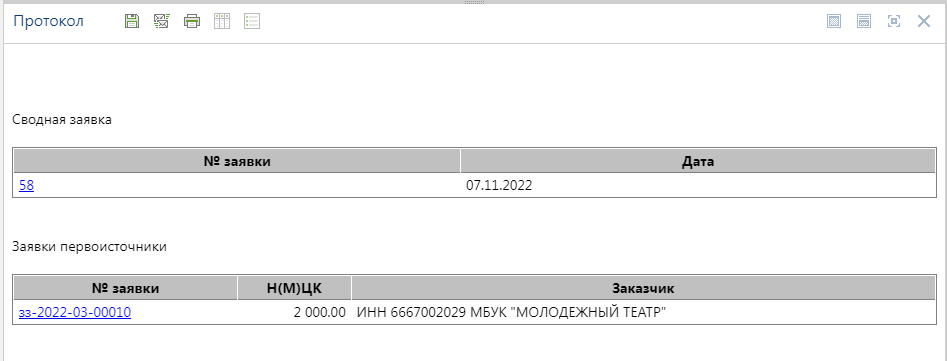 Протокол
Сводная заявка
№ заявки Дата
58 07.11.2022
Заявки первоисточники
№ заявки Н(М)ЦК Заказчик
зз-2022-03-00010 2 000.00 ИНН 6667002029 МБУК "МОЛОДЕЖНЫЙ ТЕАТР"